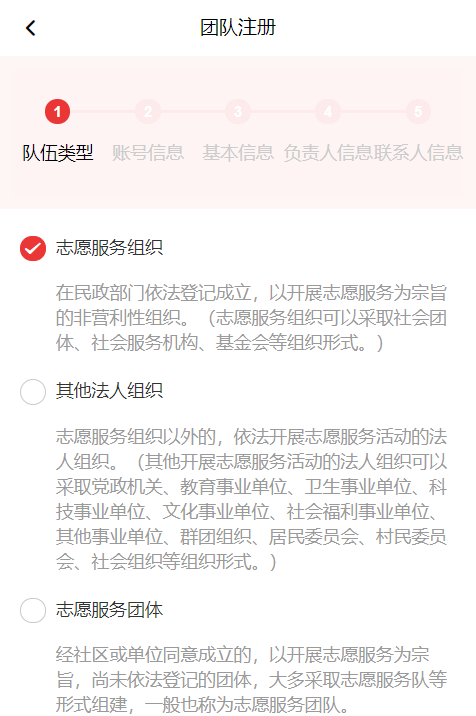 团队注册
1 2 3 4 5
队伍类型 账号信息 基本信息 负责人信息 联系人信息
志愿服务组织
在民政部门依法登记成立，以开展志愿服务为宗旨
的非营利性组织。（志愿服务组织可以采取社会团
体、社会服务机构、基金会等组织形式。）
其他法人组织
志愿服务组织以外的，依法开展志愿服务活动的法
人组织。（其他开展志愿服务活动的法人组织可以
采取党政机关、教育事业单位、卫生事业单位、科
技事业单位、文化事业单位、社会福利事业单位、
其他事业单位、群团组织、居民委员会、村民委员
会、社会组织等组织形式。）
志愿服务团体
经社区或单位同意成立的，以开展志愿服务为宗
旨，尚未依法登记的团体，大多采取志愿服务队等
形式组建，一般也称为志愿服务团队。